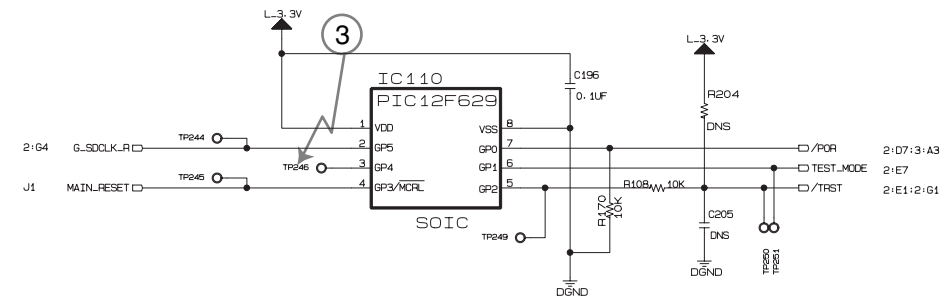 L_3.3V
3
L_3.3V
C196
0.1UF
IC110
PIC12F629
R204
DNS
1 VDD VSS 8
2:G4 G_SDCLK_R TP244 2 GP5 GP0 7 /POR 2:D7;3:A3
TP246 3 GP4 GP1 6 TEST_MODE 2:E7
J1 MAIN_RESET TP245 4 GP3/MCRL GP2 5 R108 10K /TRST 2:E1;2:G1
SOIC
R170
10K
C205
DNS
TP249
TP250
TP251
DGND
DGND